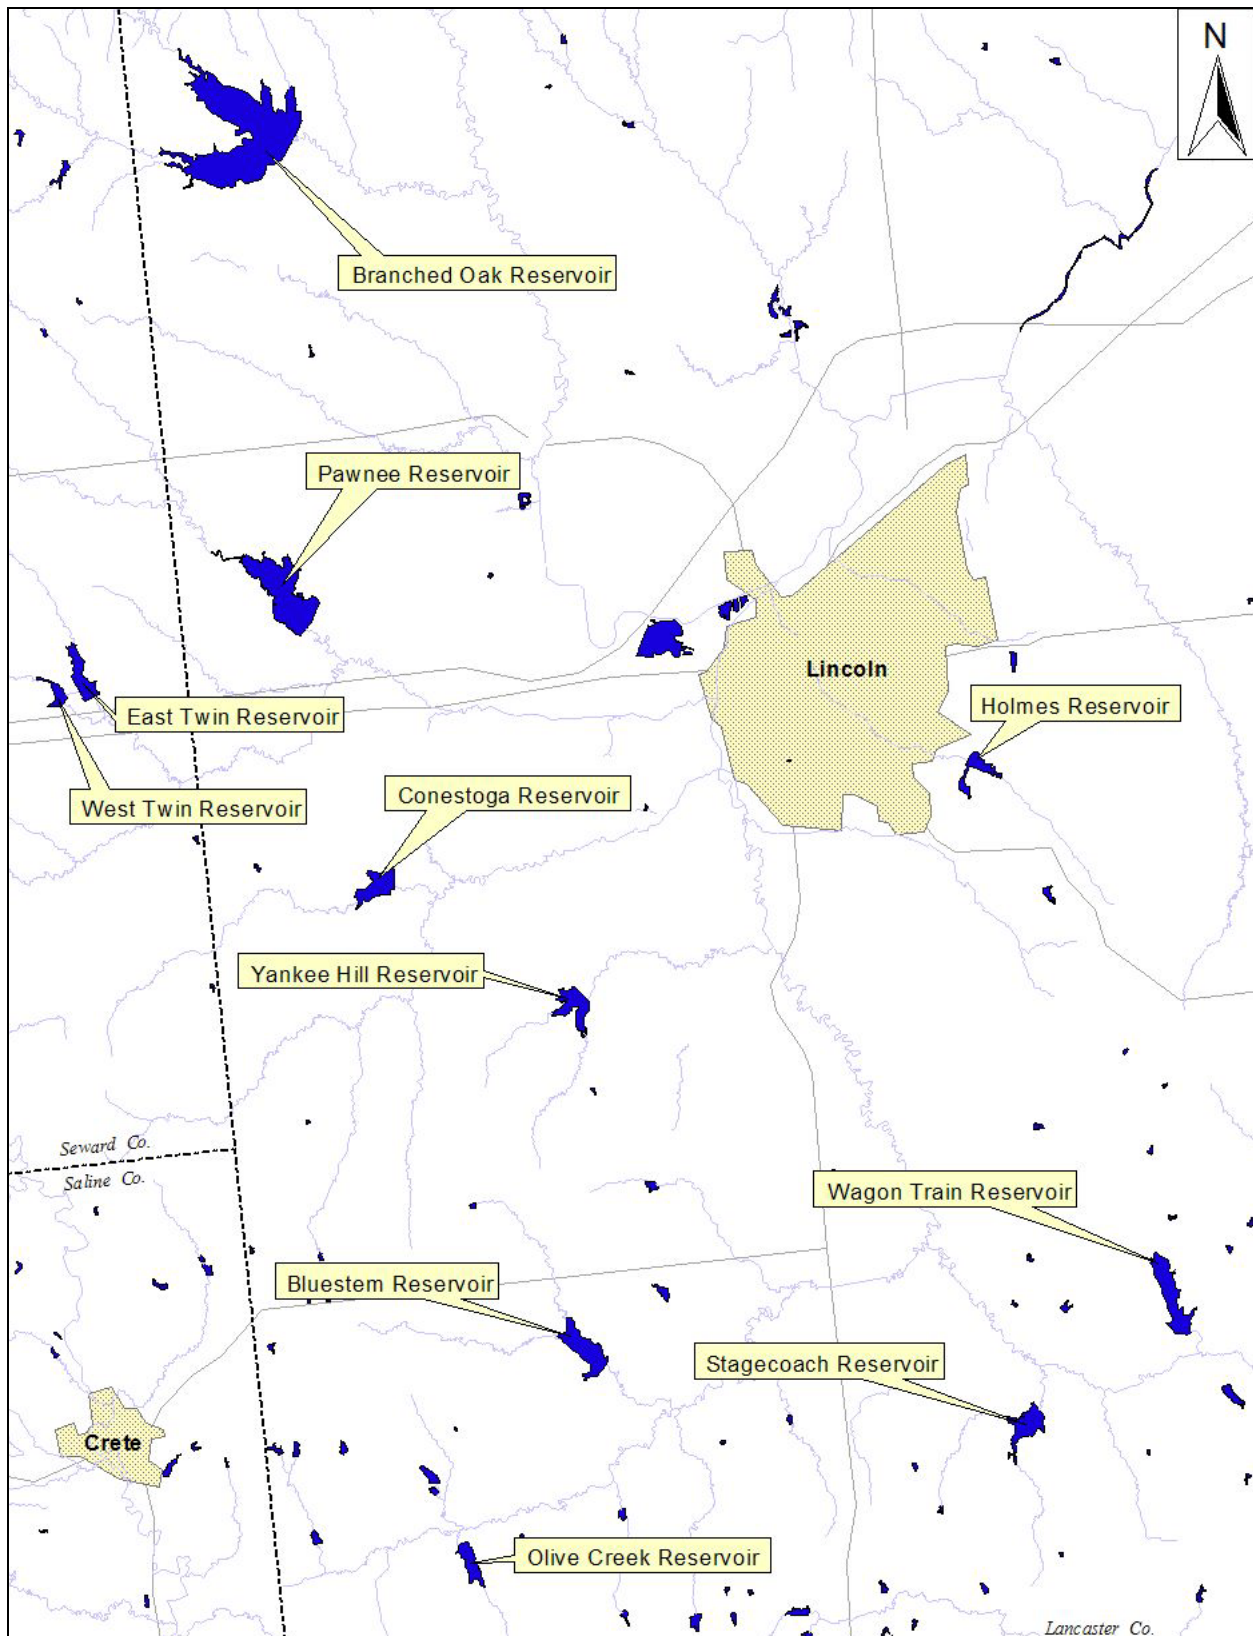 N
Branched Oak Reservoir
Pawnee Reservoir
Lincoln
East Twin Reservoir
Holmes Reservoir
West Twin Reservoir
Conestoga Reservoir
Yankee Hill Reservoir
Seward Co.
Saline Co.
Wagon Train Reservoir
Bluestem Reservoir
Stagecoach Reservoir
Crete
Olive Creek Reservoir
Lancaster Co.